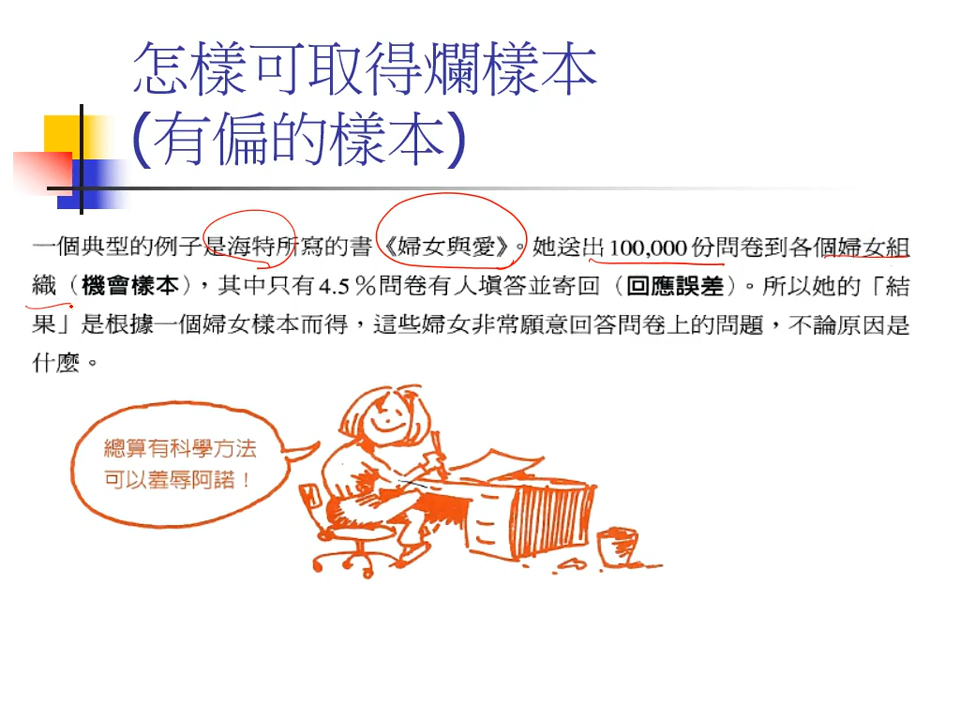 怎樣可取得爛樣本
(有偏的樣本)
一個典型的例子是海特所寫的書《婦女與愛》。她送出100,000份問卷到各個婦女組
織（機會樣本），其中只有4.5％問卷有人填答並寄回（回應誤差）。所以她的「結
果」是根據一個婦女樣本而得，這些婦女非常願意回答問卷上的問題，不論原因是
什麼。
總算有科學方法
可以羞辱阿諾！